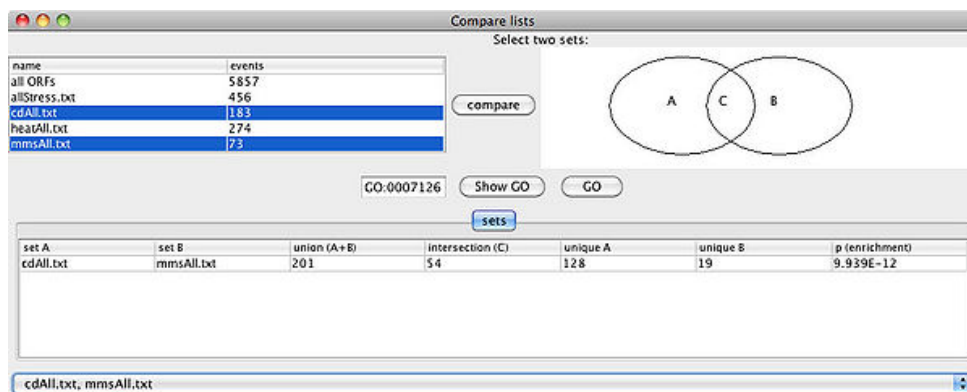 Compare lists
Select two sets:
name events
all ORFs 5857
allStress.txt 456
cdAll.txt 183
heatAll.txt 274
mmsAll.txt 73
compare
A C B
GO:0007126 Show GO GO
sets
set A set B union (A+B) intersection (C) unique A unique B p (enrichment)
cdAll.txt mmsAll.txt 201 54 128 19 9.939E-12
cdAll.txt, mmsAll.txt